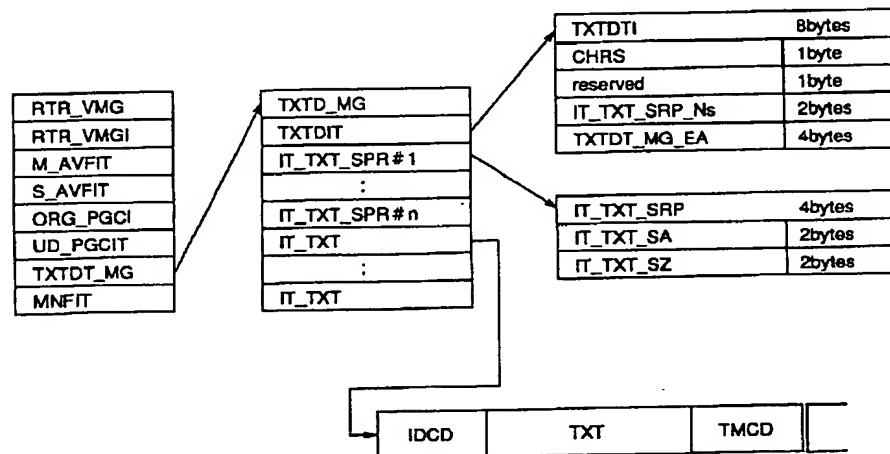 RTR_VMG
RTR_VMGI
M_AVFIT
S_AVFIT
ORG_PGCI
UD_PGCIT
TXTDT_MG
MNFIT
TXTD_MG
TXTDIT
IT_TXT_SPR#1
:
IT_TXT_SPR#n
IT_TXT
:
IT_TXT
TXTDTI 8bytes
CHRS 1byte
reserved 1byte
IT_TXT_SRP_Ns 2bytes
TXTDT_MG_EA 4bytes
IT_TXT_SRP 4bytes
IT_TXT_SA 2bytes
IT_TXT_SZ 2bytes
IDCD TXT TMCD